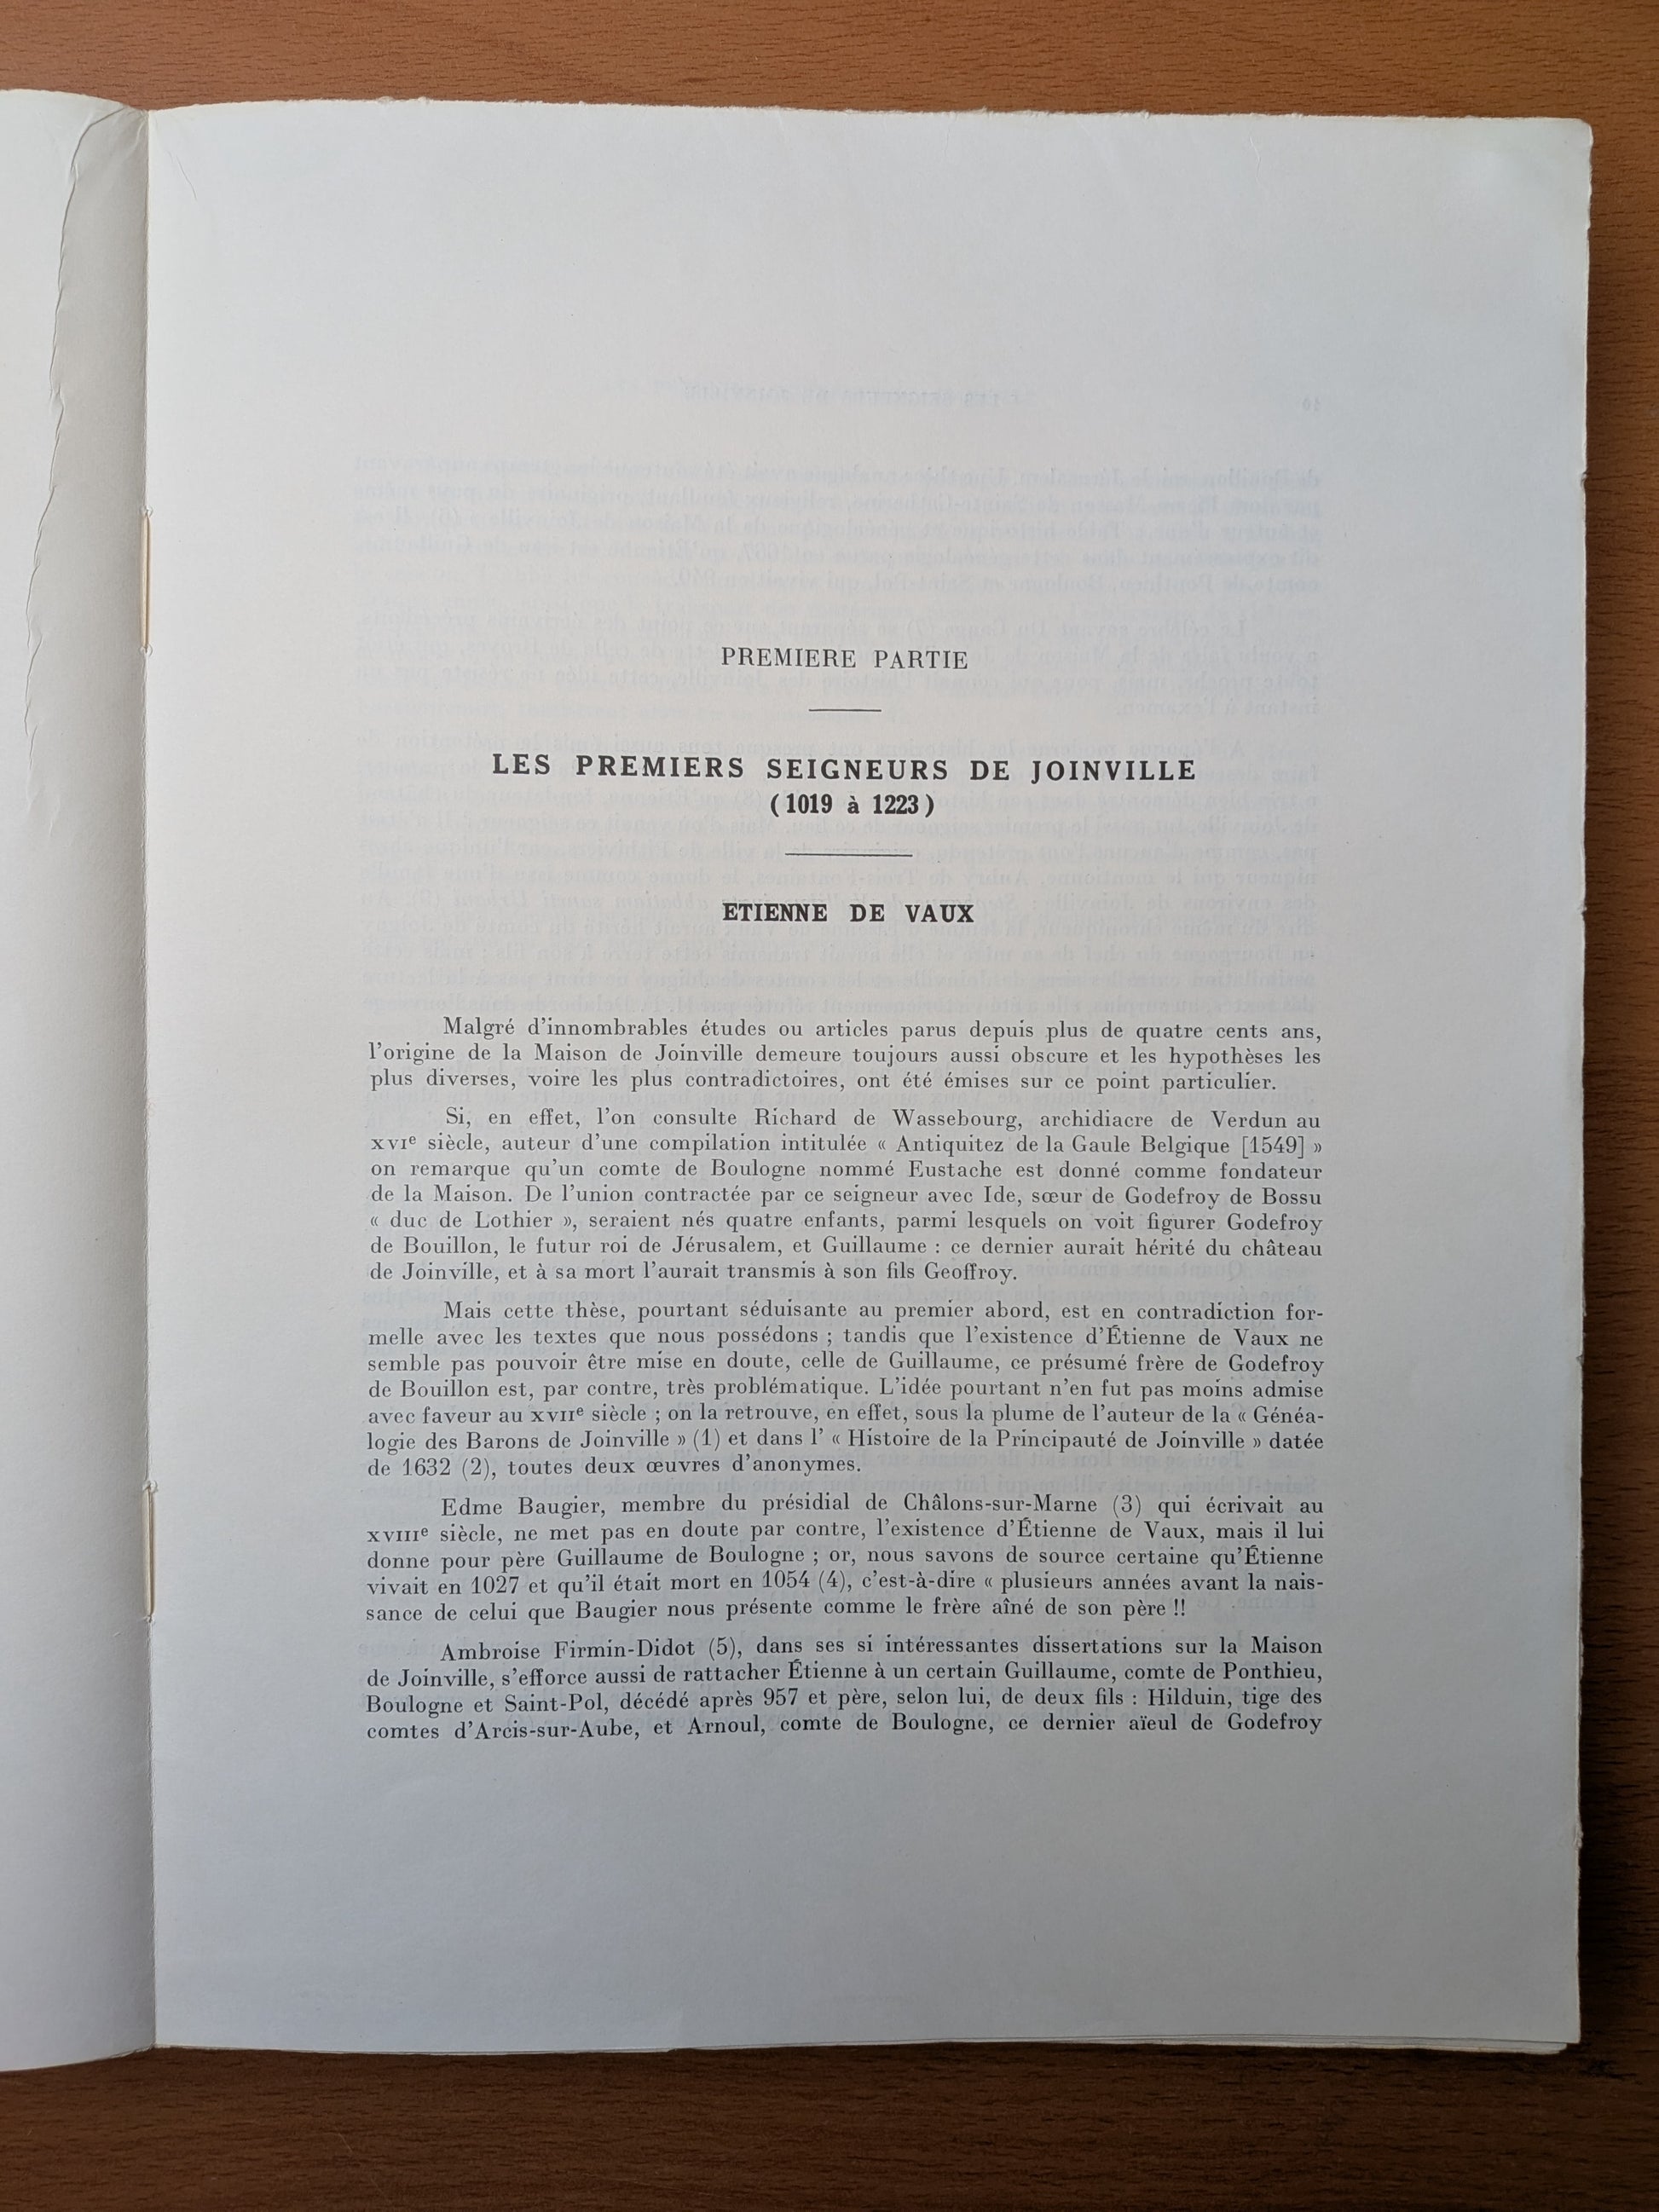 PREMIERE PARTIE
LES PREMIERS SEIGNEURS DE JOINVILLE
( 1019 à 1223 )
ETIENNE DE VAUX
Malgré d'innombrables études ou articles parus depuis plus de quatre cents ans,
l'origine de la Maison de Joinville demeure toujours aussi obscure et les hypothèses les
plus diverses, voire les plus contradictoires, ont été émises sur ce point particulier.
Si, en effet, l'on consulte Richard de Wassebourg, archidiacre de Verdun au
XVIe siècle, auteur d'une compilation intitulée « Antiquitez de la Gaule Belgique [1549] »
on remarque qu'un comte de Boulogne nommé Eustache est donné comme fondateur
de la Maison. De l'union contractée par ce seigneur avec Ide, sœur de Godefroy de Bossu
« duc de Lothier », seraient nés quatre enfants, parmi lesquels on voit figurer Godefroy
de Bouillon, le futur roi de Jérusalem, et Guillaume : ce dernier aurait hérité du château
de Joinville, et à sa mort l'aurait transmis à son fils Geoffroy.
Mais cette thèse, pourtant séduisante au premier abord, est en contradiction for-
melle avec les textes que nous possédons ; tandis que l'existence d'Étienne de Vaux ne
semble pas pouvoir être mise en doute, celle de Guillaume, ce présumé frère de Godefroy
de Bouillon est, par contre, très problématique. L'idée pourtant n'en fut pas moins admise
avec faveur au XVIIe siècle ; on la retrouve, en effet, sous la plume de l'auteur de la « Généa-
logie des Barons de Joinville » (1) et dans l' « Histoire de la Principauté de Joinville » datée
de 1632 (2), toutes deux œuvres d'anonymes.
Edme Baugier, membre du présidial de Châlons-sur-Marne (3) qui écrivait au
XVIIIe siècle, ne met pas en doute par contre, l'existence d'Étienne de Vaux, mais il lui
donne pour père Guillaume de Boulogne ; or, nous savons de source certaine qu'Étienne
vivait en 1027 et qu'il était mort en 1054 (4), c'est-à-dire « plusieurs années avant la nais-
sance de celui que Baugier nous présente comme le frère aîné de son père !!
Ambroise Firmin-Didot (5), dans ses si intéressantes dissertations sur la Maison
de Joinville, s'efforce aussi de rattacher Étienne à un certain Guillaume, comte de Ponthieu,
Boulogne et Saint-Pol, décédé après 957 et père, selon lui, de deux fils : Hilduin, tige des
comtes d'Arcis-sur-Aube, et Arnoul, comte de Boulogne, ce dernier aïeul de Godefroy